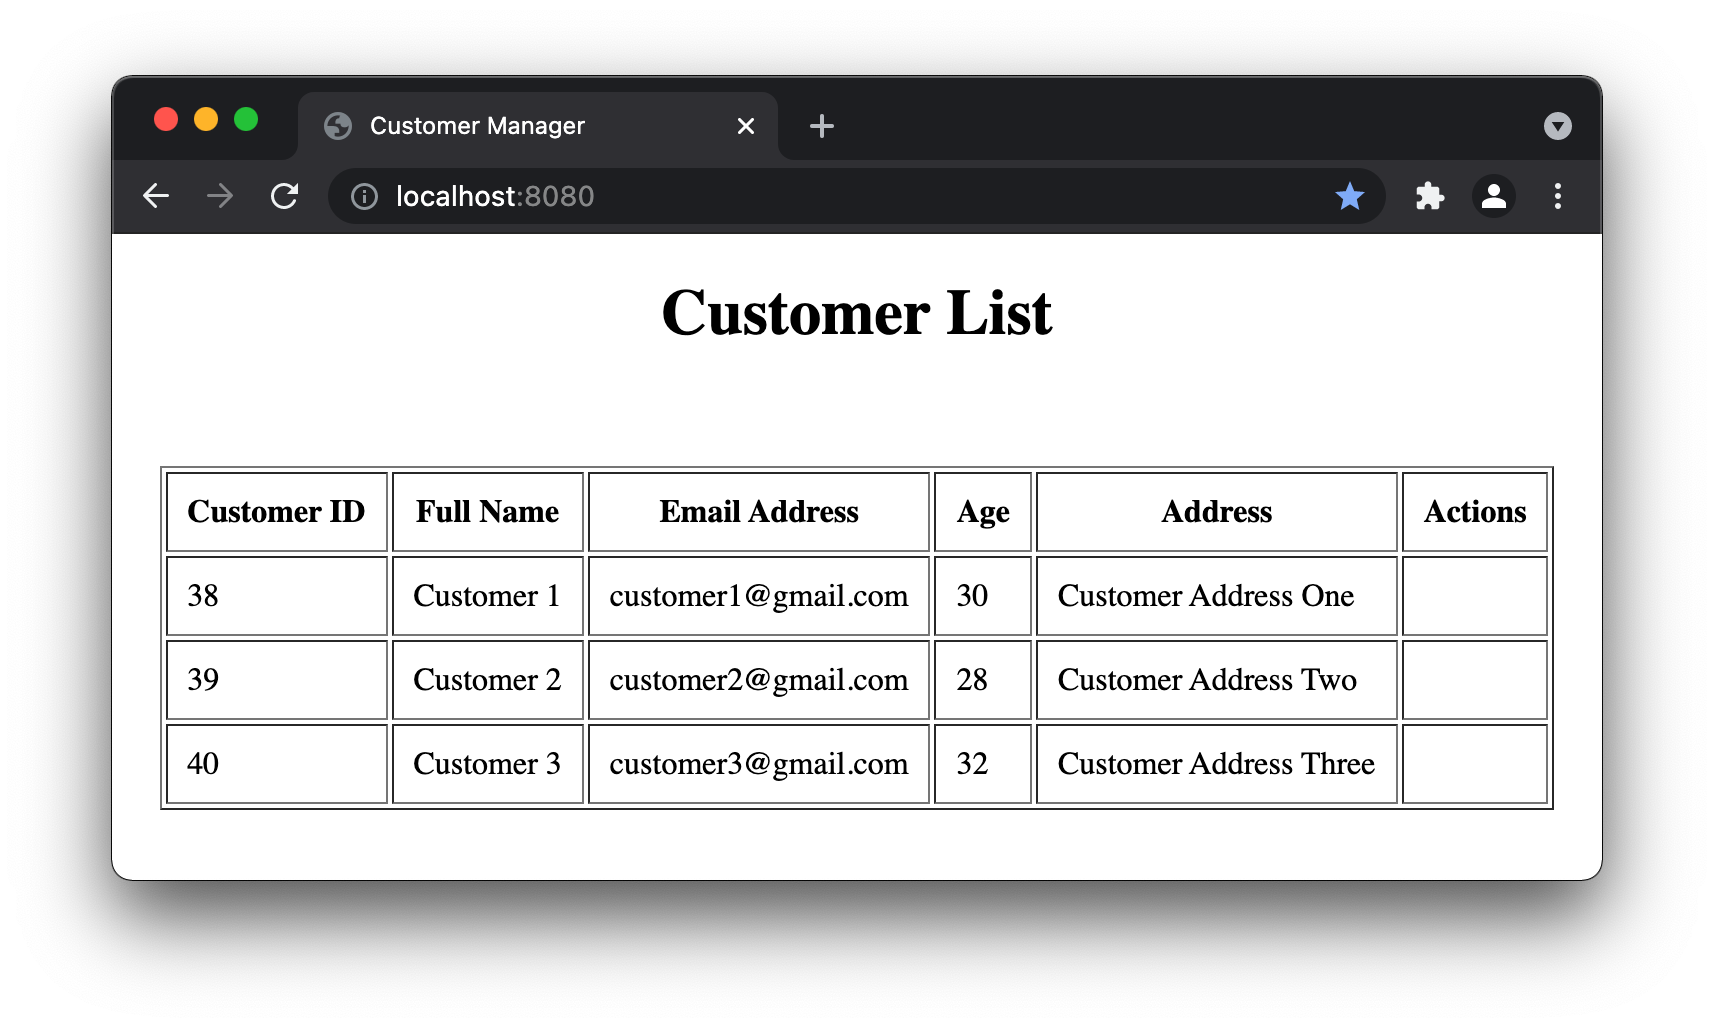 Customer Manager
localhost:8080
Customer List
Customer ID Full Name Email Address Age Address Actions
38 Customer 1 customer1@gmail.com 30 Customer Address One
39 Customer 2 customer2@gmail.com 28 Customer Address Two
40 Customer 3 customer3@gmail.com 32 Customer Address Three